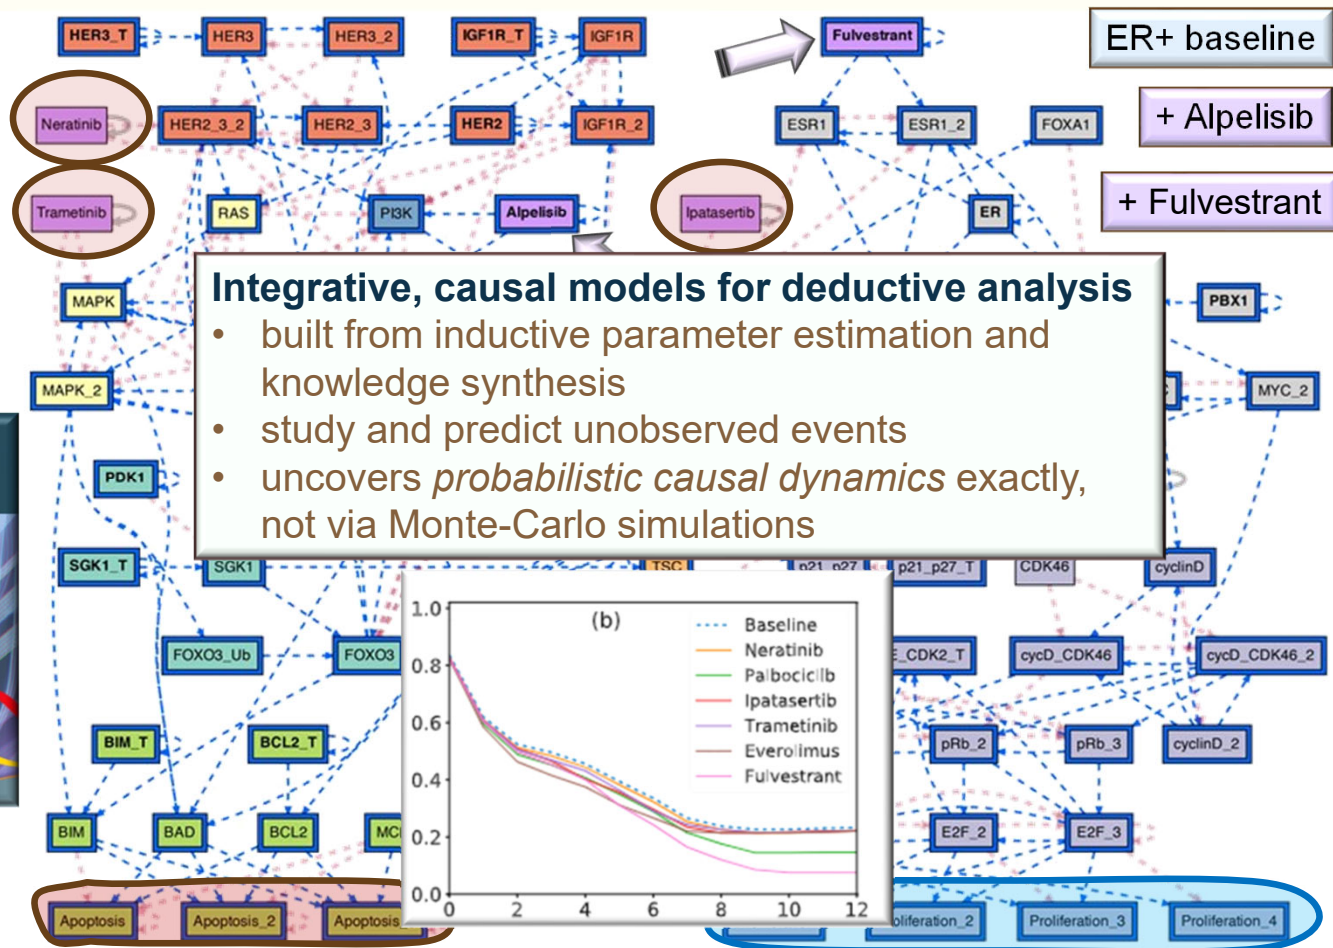 HER3_T
HER3
HER3_2
IGF1R_T
IGF1R
Fulvestrant
ER+ baseline
Neratinib
HER2_3_2
HER2_3
HER2
IGF1R_2
ESR1
ESR1_2
FOXA1
+ Alpelisib
Trametinib
RAS
PI3K
Alpelisib
Ipatasertib
ER
+ Fulvestrant
MAPK
PBX1
MAPK_2
MYC_2
Integrative, causal models for deductive analysis
• built from inductive parameter estimation and
knowledge synthesis
• study and predict unobserved events
• uncovers probabilistic causal dynamics exactly,
not via Monte-Carlo simulations
PDK1
SGK1_T
SGK1
TSC
p21_p27
p21_p27_T
CDK46
cyclinD
FOXO3_Ub
FOXO3
E_CDK2_T
cycD_CDK46
cycD_CDK46_2
BIM_T
BCL2_T
pRb_2
pRb_3
cyclinD_2
BIM
BAD
BCL2
E2F_2
E2F_3
Apoptosis
Apoptosis_2
Apoptosis
oliferation_2
Proliferation_3
Proliferation_4
(b)
Baseline
Neratinib
Palbociclib
Ipatasertib
Trametinib
Everolimus
Fulvestrant
1.0
0.8
0.6
0.4
0.2
0.0
0 2 4 6 8 10 12